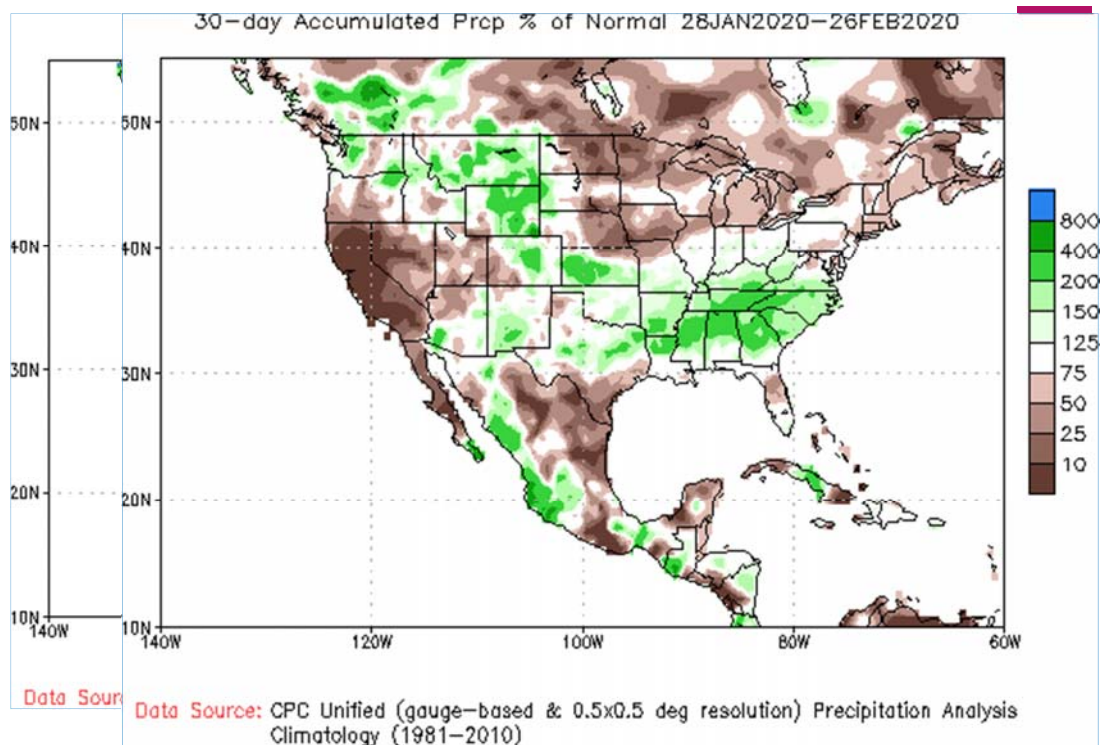 30-day Accumulated Prcp % of Normal 28JAN2020-26FEB2020
50N
40N
30N
20N
10N
140W
Data Sour
50N
40N
30N
20N
10N
140W
120W
100W
80W
60W
800
400
200
150
125
75
50
25
10
Data Source: CPC Unified (gauge-based & 0.5x0.5 deg resolution) Precipitation Analysis
Climatology (1981-2010)